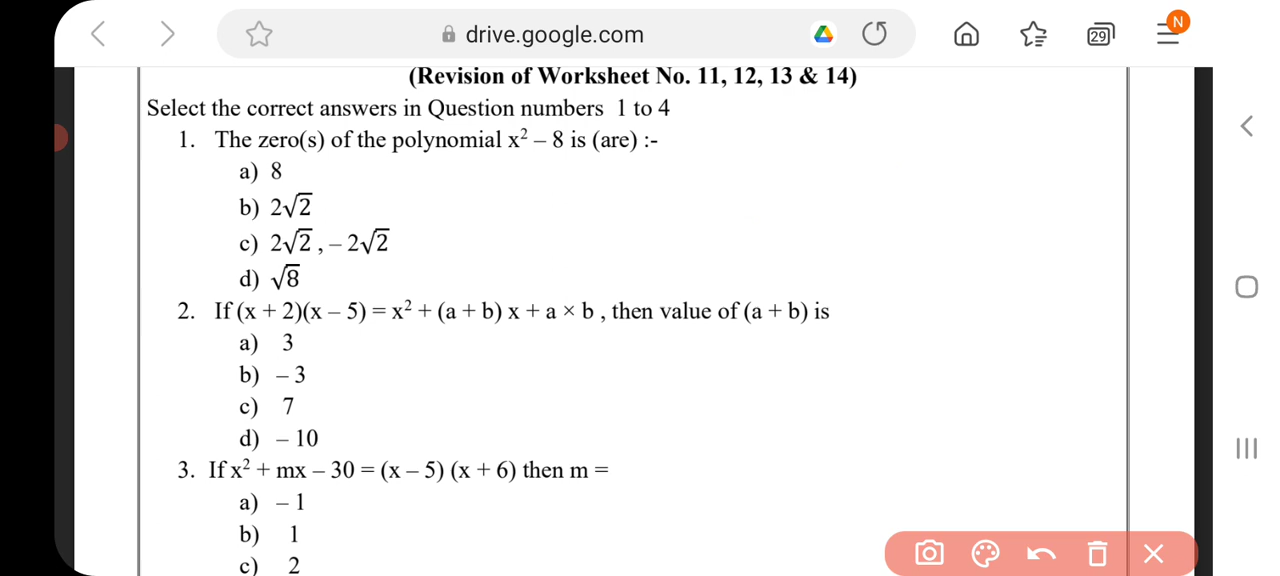 drive.google.com
29
N
(Revision of Worksheet No. 11, 12, 13 & 14)
Select the correct answers in Question numbers 1 to 4
1. The zero(s) of the polynomial x² – 8 is (are) :-
a) 8
b) 2√2
c) 2√2 , – 2√2
d) √8
2. If (x + 2)(x – 5) = x² + (a + b) x + a × b , then value of (a + b) is
a) 3
b) – 3
c) 7
d) – 10
3. If x² + mx – 30 = (x – 5) (x + 6) then m =
a) – 1
b) 1
c) 2